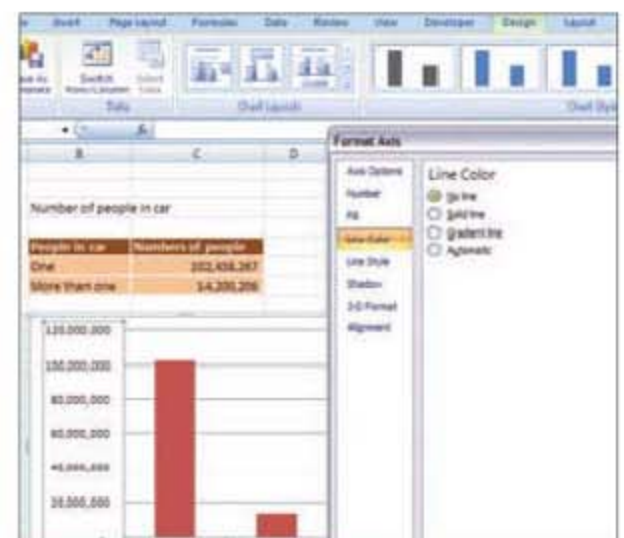 Insert Page Layout Formulas Data Review View Developer Design Layout
Switch Row/Column
Select Data
Data
Chart Layouts
B C D
Number of people in car
People in car Numbers of people
One
More than one
120,000,000
100,000,000
80,000,000
60,000,000
40,000,000
20,000,000
Format Axis
Axis Options
Number
Fill
Line Color
Line Style
Shadow
3-D Format
Alignment
Line Color
No line
Solid line
Gradient line
Automatic